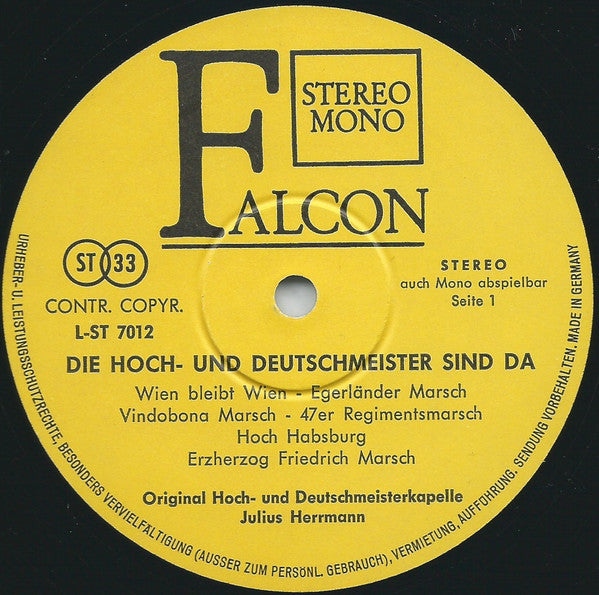 FALCON
STEREO
MONO
ST 33
CONTR. COPYR.
L-ST 7012
STEREO
auch Mono abspielbar
Seite 1
DIE HOCH- UND DEUTSCHMEISTER SIND DA
Wien bleibt Wien - Egerländer Marsch
Vindobona Marsch - 47er Regimentsmarsch
Hoch Habsburg
Erzherzog Friedrich Marsch
Original Hoch- und Deutschmeisterkapelle
Julius Herrmann
URHEBER- U. LEISTUNGSSCHUTZRECHTE, BESONDERS VERVIELFÄLTIGUNG (AUSSER ZUM PERSÖNL. GEBRAUCH), VERMIETUNG, AUFFÜHRUNG, SENDUNG VORBEHALTEN. MADE IN GERMANY